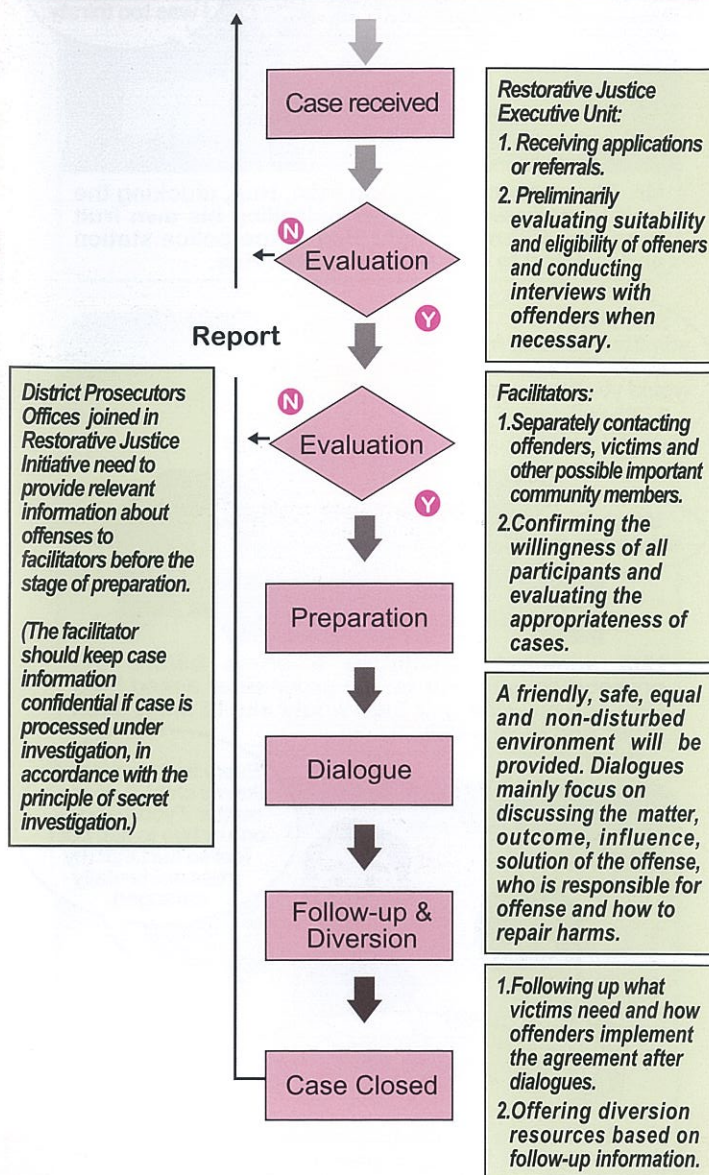 I was too thirsty
Case received
Restorative Justice
Executive Unit:
1. Receiving applications
or referrals.
2. Preliminarily
evaluating suitability
and eligibility of offeners
and conducting
interviews with
offenders when
necessary.
N
Evaluation
Y
Report
District Prosecutors
Offices joined in
Restorative Justice
Initiative need to
provide relevant
information about
offenses to
facilitators before the
stage of preparation.
(The facilitator
should keep case
information
confidential if case is
processed under
investigation, in
accordance with the
principle of secret
investigation.)
N
Evaluation
Y
Facilitators:
1.Separately contacting
offenders, victims and
other possible important
community members.
2.Confirming the
willingness of all
participants and
evaluating the
appropriateness of
cases.
Preparation
Dialogue
A friendly, safe, equal
and non-disturbed
environment will be
provided. Dialogues
mainly focus on
discussing the matter,
outcome, influence,
solution of the offense,
who is responsible for
offense and how to
repair harms.
Follow-up &
Diversion
Case Closed
1.Following up what
victims need and how
offenders implement
the agreement after
dialogues.
2.Offering diversion
resources based on
follow-up information.